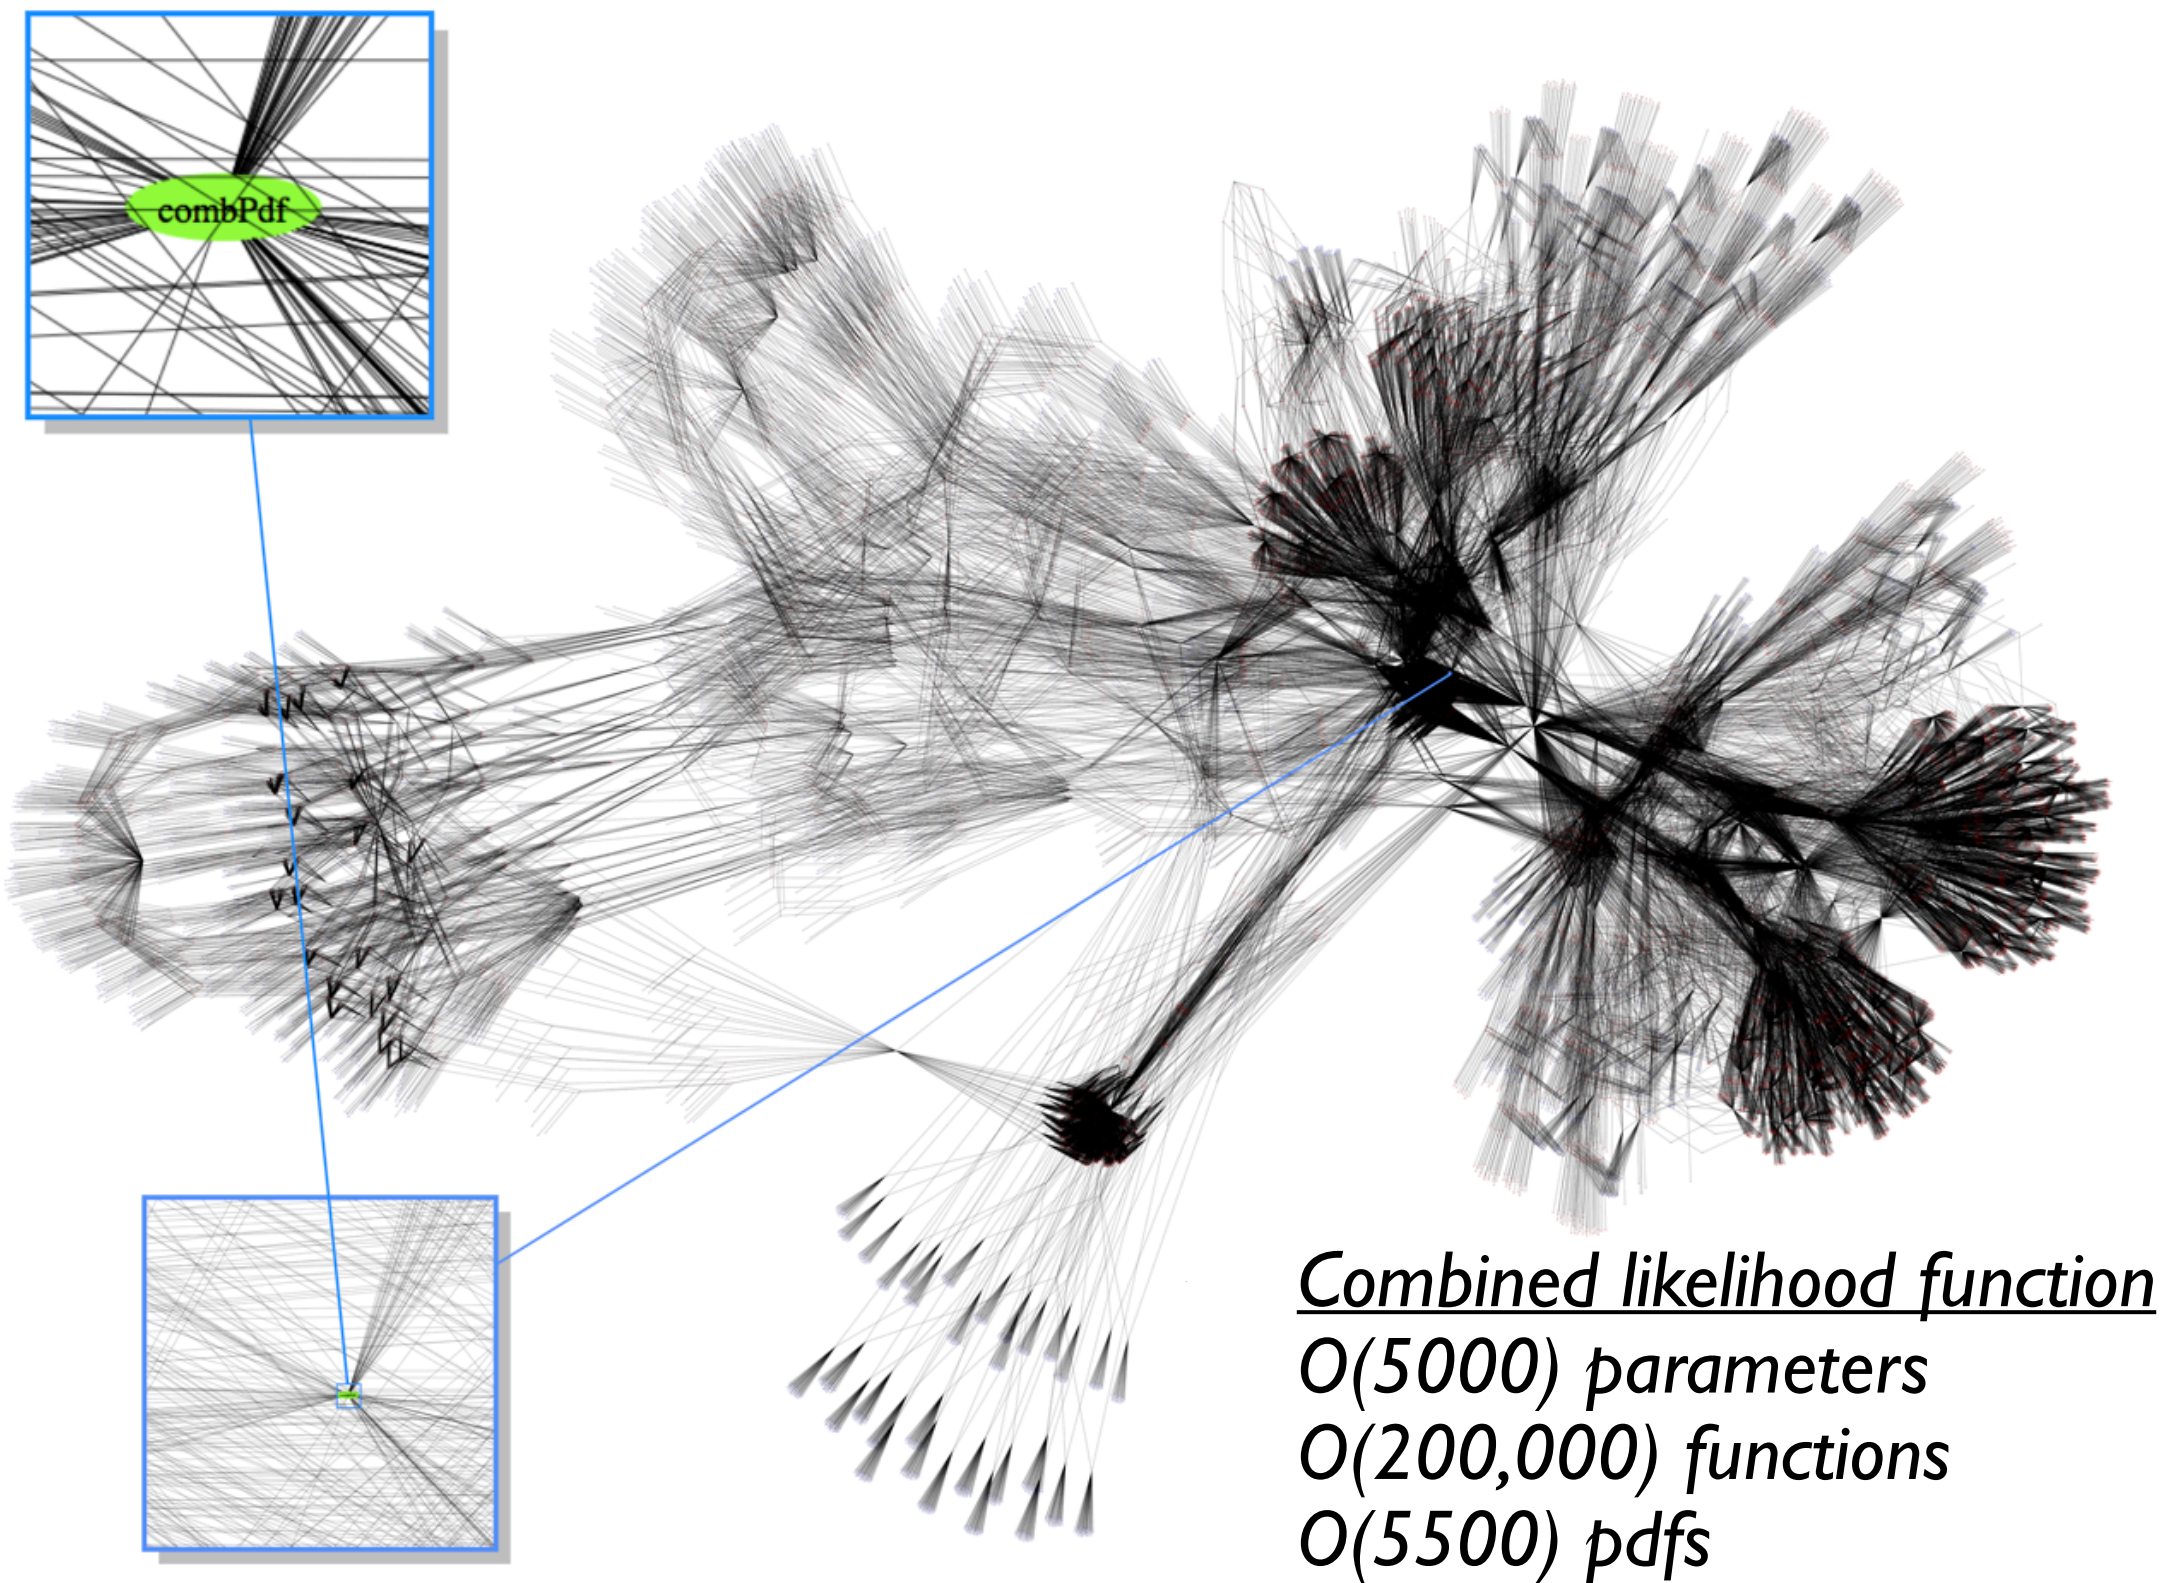 combPdf
Combined likelihood function
O(5000) parameters
O(200,000) functions
O(5500) pdfs